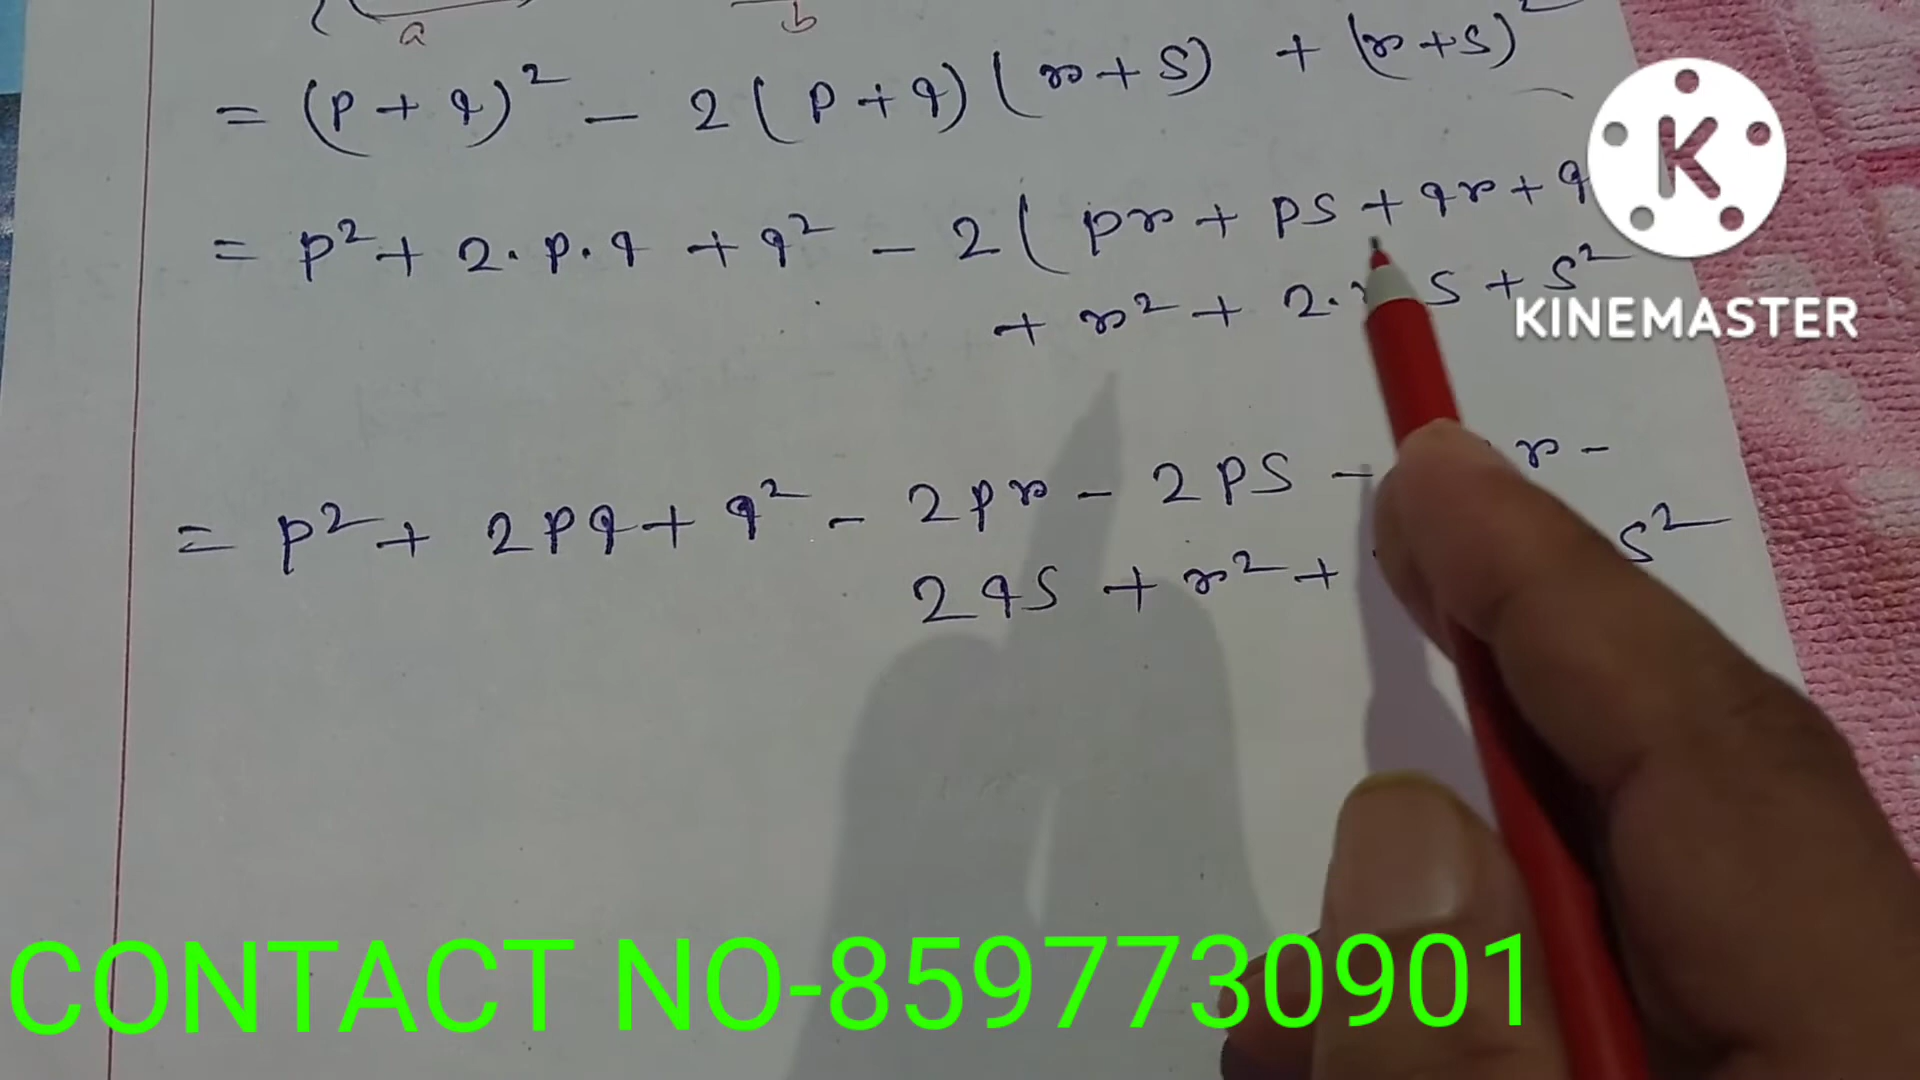 a b
= (p + q)² - 2 (p + q) (r + s) + (r + s)²
= p² + 2·p·q + q² - 2 ( pr + ps + qr + q
+ r² + 2· s + s²
= p² + 2pq + q² - 2pr - 2ps - r -
2qs + r² + s²
KINEMASTER
CONTACT NO-8597730901